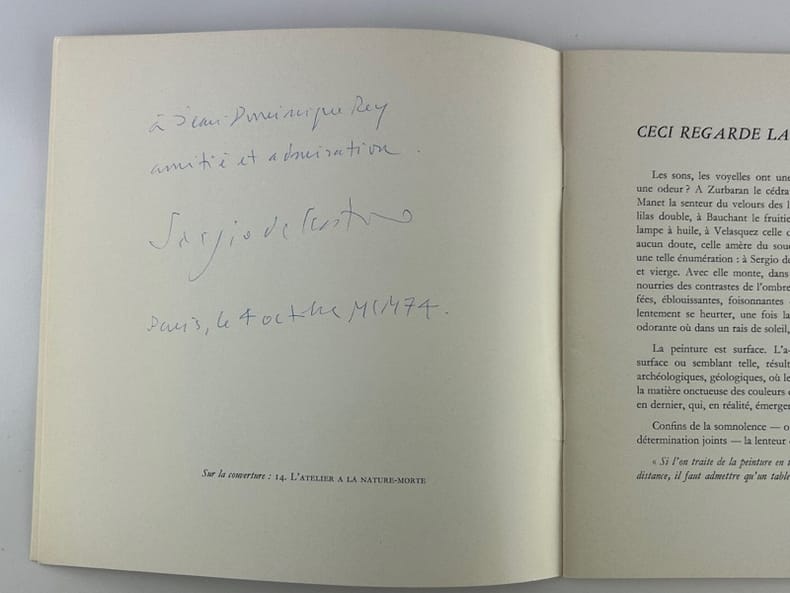 à Jean-Dominique Rey
amitié et admiration.
Sergio de Castro
Paris, le 4 octobre MCM74.
Sur la couverture : 14. L'ATELIER A LA NATURE-MORTE
CECI REGARDE LA
Les sons, les voyelles ont une
une odeur ? A Zurbaran le cédra
Manet la senteur du velours des
lilas double, à Bauchant le fruitie
lampe à huile, à Velasquez celle
aucun doute, celle amère du sou
une telle énumération : à Sergio de
et vierge. Avec elle monte, dans
nourries des contrastes de l'ombre
fées, éblouissantes, foisonnantes
lentement se heurter, une fois la
odorante où dans un rais de soleil,
La peinture est surface. L'a-
surface ou semblant telle, résult
archéologiques, géologiques, où le
la matière onctueuse des couleurs
en dernier, qui, en réalité, émerger
Confins de la somnolence — o
détermination joints — la lenteur
« Si l'on traite de la peinture en
distance, il faut admettre qu'un table